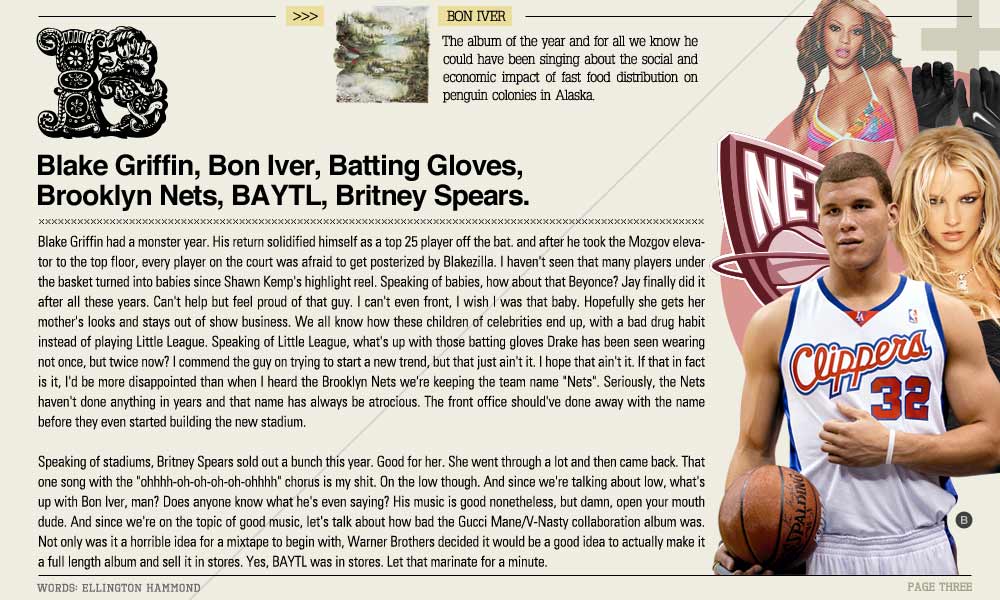 >>>
BON IVER
The album of the year and for all we know he
could have been singing about the social and
economic impact of fast food distribution on
penguin colonies in Alaska.
B
Blake Griffin, Bon Iver, Batting Gloves,
Brooklyn Nets, BAYTL, Britney Spears.
Blake Griffin had a monster year. His return solidified himself as a top 25 player off the bat. and after he took the Mozgov eleva-
tor to the top floor, every player on the court was afraid to get posterized by Blakezilla. I haven't seen that many players under
the basket turned into babies since Shawn Kemp's highlight reel. Speaking of babies, how about that Beyonce? Jay finally did it
after all these years. Can't help but feel proud of that guy. I can't even front, I wish I was that baby. Hopefully she gets her
mother's looks and stays out of show business. We all know how these children of celebrities end up, with a bad drug habit
instead of playing Little League. Speaking of Little League, what's up with those batting gloves Drake has been seen wearing
not once, but twice now? I commend the guy on trying to start a new trend, but that just ain't it. I hope that ain't it. If that in fact
is it, I'd be more disappointed than when I heard the Brooklyn Nets we're keeping the team name "Nets". Seriously, the Nets
haven't done anything in years and that name has always be atrocious. The front office should've done away with the name
before they even started building the new stadium.
Speaking of stadiums, Britney Spears sold out a bunch this year. Good for her. She went through a lot and then came back. That
one song with the "ohhhh-oh-oh-oh-oh-ohhhh" chorus is my shit. On the low though. And since we're talking about low, what's
up with Bon Iver, man? Does anyone know what he's even saying? His music is good nonetheless, but damn, open your mouth
dude. And since we're on the topic of good music, let's talk about how bad the Gucci Mane/V-Nasty collaboration album was.
Not only was it a horrible idea for a mixtape to begin with, Warner Brothers decided it would be a good idea to actually make it
a full length album and sell it in stores. Yes, BAYTL was in stores. Let that marinate for a minute.
NET
Clippers
32
SPALDING
B
WORDS: ELLINGTON HAMMOND
PAGE THREE